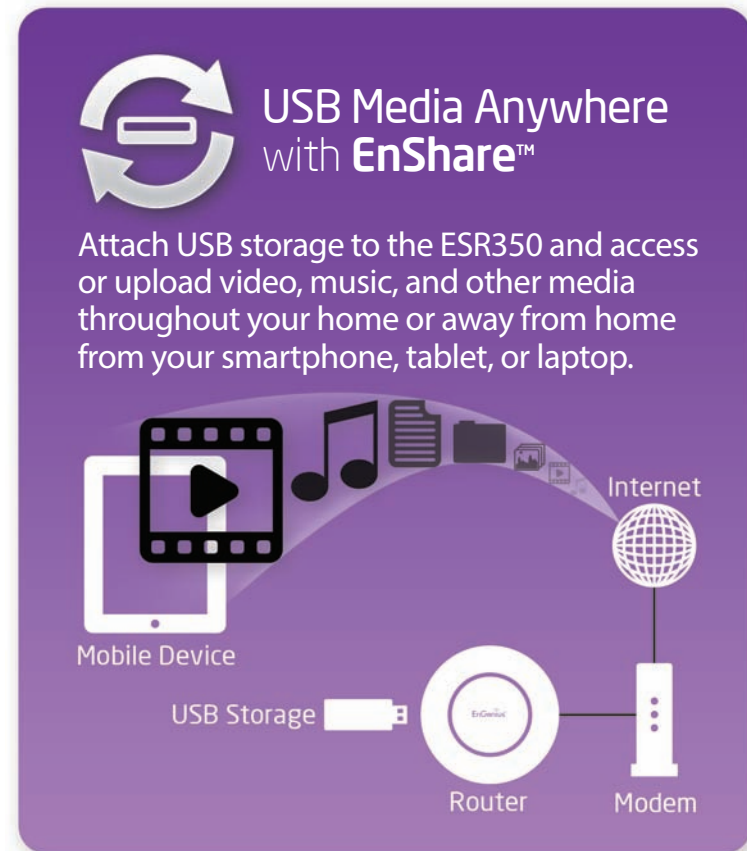 USB Media Anywhere
with EnShare™
Attach USB storage to the ESR350 and access
or upload video, music, and other media
throughout your home or away from home
from your smartphone, tablet, or laptop.
Internet
Mobile Device
USB Storage
EnGenius
Router
Modem